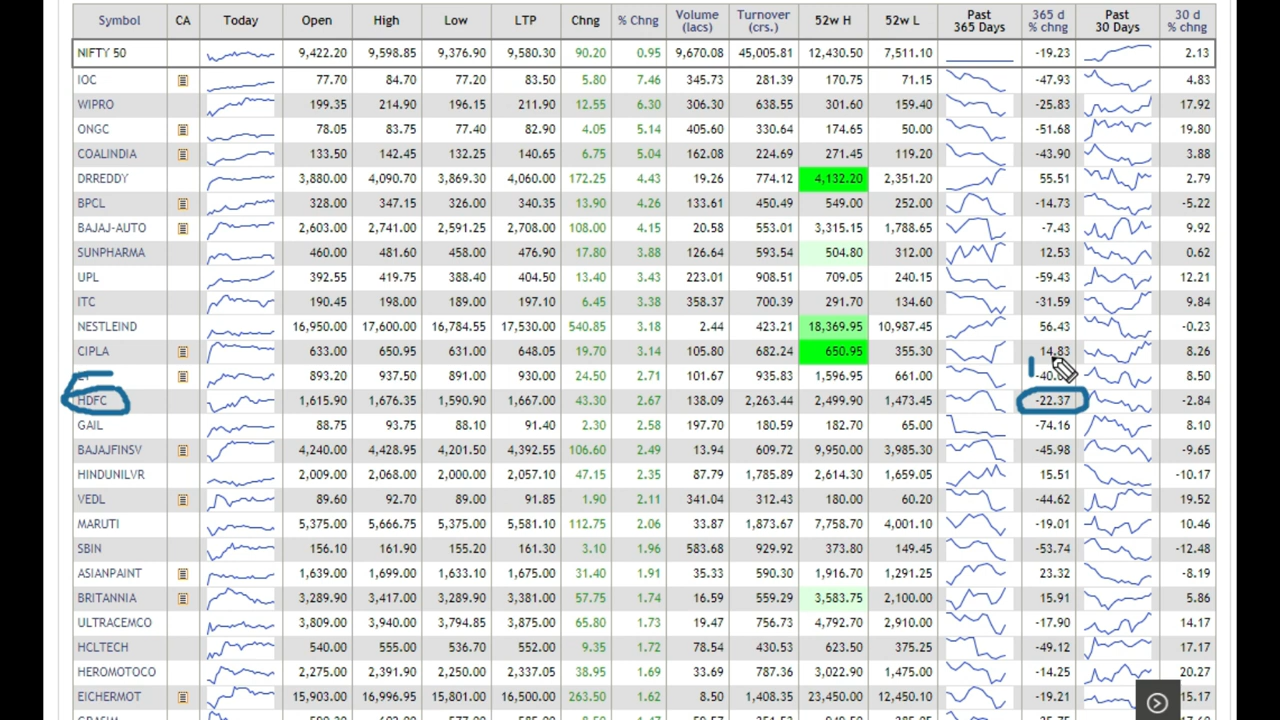 Symbol CA Today Open High Low LTP Chng % Chng Volume (lacs) Turnover (crs.) 52w H 52w L Past 365 Days 365 d % chng Past 30 Days 30 d % chng
NIFTY 50 9,422.20 9,598.85 9,376.90 9,580.30 90.20 0.95 9,670.08 45,005.81 12,430.50 7,511.10 -19.23 2.13
IOC 77.70 84.70 77.20 83.50 5.80 7.46 345.73 281.39 170.75 71.15 -47.93 4.83
WIPRO 199.35 214.90 196.15 211.90 12.55 6.30 306.30 638.55 301.60 159.40 -25.83 17.92
ONGC 78.05 83.75 77.40 82.90 4.05 5.14 405.60 330.64 174.65 50.00 -51.68 19.80
COALINDIA 133.50 142.45 132.25 140.65 6.75 5.04 162.08 224.69 271.45 119.20 -43.90 3.88
DRREDDY 3,880.00 4,090.70 3,869.30 4,060.00 172.25 4.43 19.26 774.12 4,132.20 2,351.20 55.51 2.79
BPCL 328.00 347.15 326.00 340.35 13.90 4.26 133.61 450.49 549.00 252.00 -14.73 -5.22
BAJAJ-AUTO 2,603.00 2,741.00 2,591.25 2,708.00 108.00 4.15 20.58 553.01 3,315.15 1,788.65 -7.43 9.92
SUNPHARMA 460.00 481.60 458.00 476.90 17.80 3.88 126.64 593.54 504.80 312.00 12.53 0.62
UPL 392.55 419.75 388.40 404.50 13.40 3.43 223.01 908.51 709.05 240.15 -59.43 12.21
ITC 190.45 198.00 189.00 197.10 6.45 3.38 358.37 700.39 291.70 134.60 -31.59 9.84
NESTLEIND 16,950.00 17,600.00 16,784.55 17,530.00 540.85 3.18 2.44 423.21 18,369.95 10,987.45 56.43 -0.23
CIPLA 633.00 650.95 631.00 648.05 19.70 3.14 105.80 682.24 650.95 355.30 14.83 8.26
893.20 937.50 891.00 930.00 24.50 2.71 101.67 935.83 1,596.95 661.00 8.50
HDFC 1,615.90 1,679.35 1,590.90 1,667.00 43.30 2.67 138.09 2,263.44 2,499.90 1,473.45 -22.37 -2.84
GAIL 88.75 93.75 88.10 91.40 2.30 2.58 197.70 180.59 182.70 65.00 -74.16 8.10
BAJAJFINSV 4,240.00 4,428.95 4,201.50 4,392.55 106.60 2.49 13.94 609.72 9,950.00 3,985.30 -45.98 -9.65
HINDUNILVR 2,009.00 2,068.00 2,000.00 2,057.10 47.15 2.35 87.79 1,785.89 2,614.30 1,659.05 15.51 -10.17
VEDL 89.60 92.70 89.00 91.85 1.90 2.11 341.04 312.43 180.00 60.20 -44.62 19.52
MARUTI 5,375.00 5,666.75 5,375.00 5,581.10 112.75 2.06 33.87 1,873.67 7,758.70 4,001.10 -19.01 10.46
SBIN 156.10 161.90 155.20 161.30 3.10 1.96 583.68 929.92 373.80 149.45 -53.74 -12.48
ASIANPAINT 1,639.00 1,699.00 1,633.10 1,675.00 31.40 1.91 35.33 590.30 1,916.70 1,291.25 23.32 -8.19
BRITANNIA 3,289.90 3,417.00 3,289.90 3,381.00 57.75 1.74 16.59 559.29 3,583.75 2,100.00 15.91 5.86
ULTRACEMCO 3,809.00 3,940.00 3,794.85 3,875.00 65.80 1.73 19.47 756.73 4,792.70 2,910.00 -17.90 14.17
HCLTECH 540.00 555.00 536.70 552.00 9.35 1.72 78.54 430.53 623.50 375.25 -49.12 17.17
HEROMOTOCO 2,275.00 2,391.90 2,250.00 2,337.05 38.95 1.69 33.69 787.36 3,022.90 1,475.00 -14.25 20.27
EICHERMOT 15,903.00 16,999.95 15,801.00 16,500.00 263.50 1.62 8.50 1,408.35 23,450.00 12,450.10 -19.21 15.17